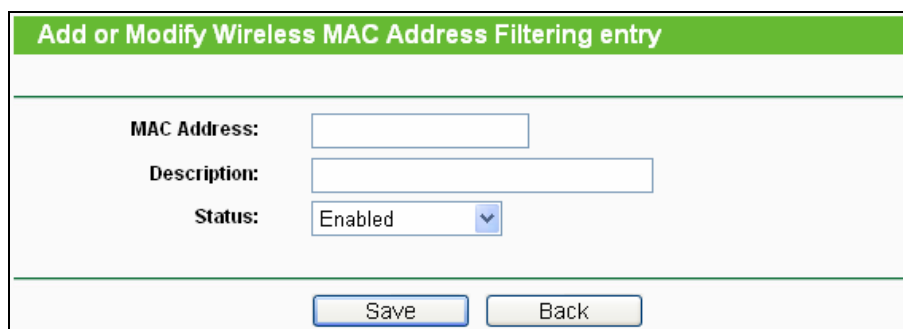 Add or Modify Wireless MAC Address Filtering entry
MAC Address:
Description:
Status: Enabled
Save Back